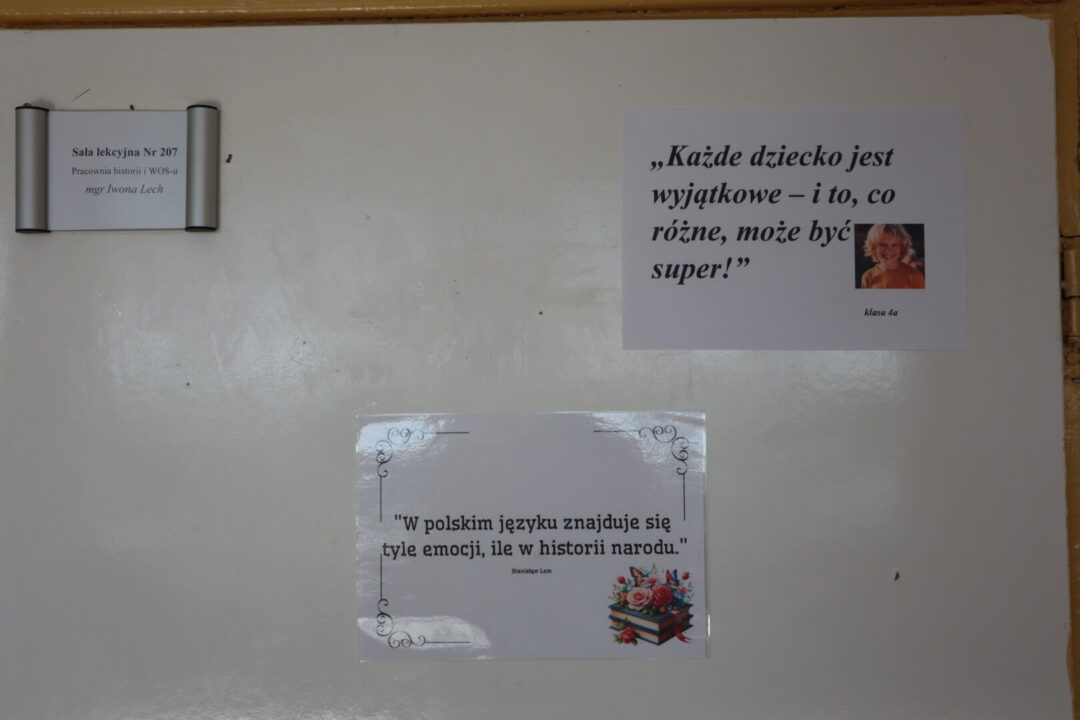 Sala lekcyjna Nr 207
Pracownia historii i WOS-u
mgr Iwona Lech
„Każde dziecko jest
wyjątkowe – i to, co
różne, może być
super!”
klasa 4a
"W polskim języku znajduje się
tyle emocji, ile w historii narodu."
Stanisław Lem